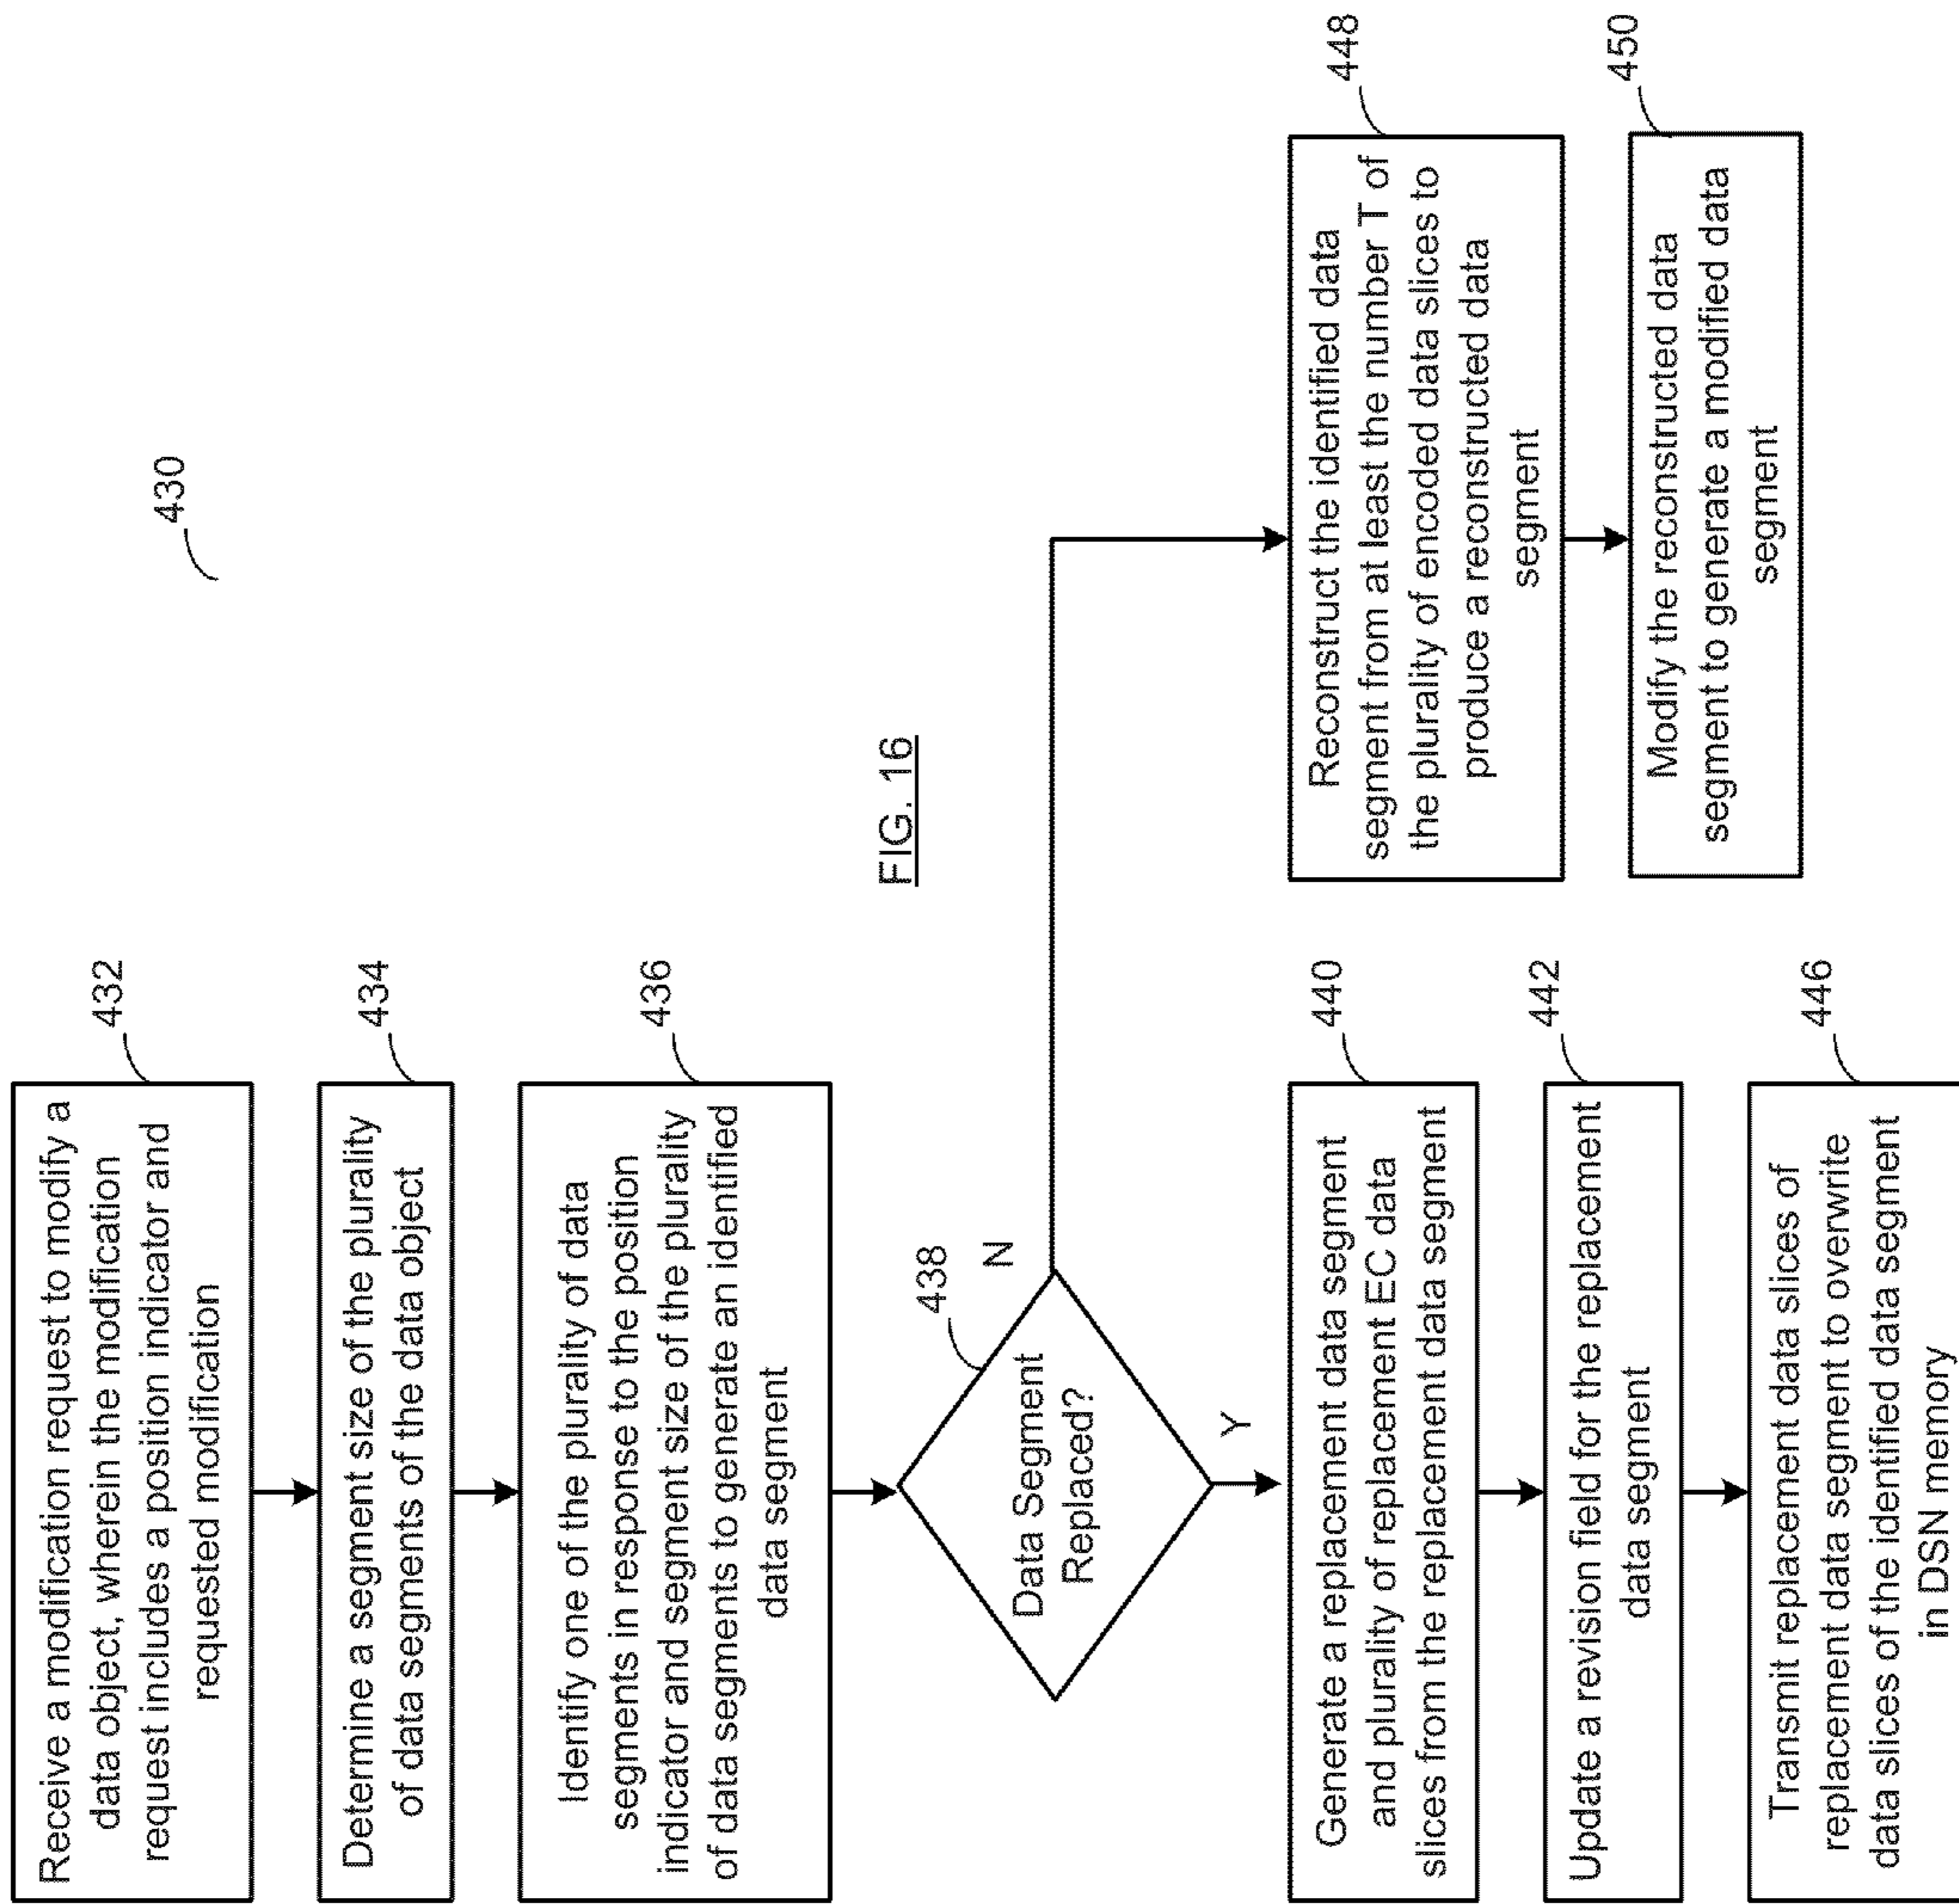 430
Receive a modification request to modify a
data object, wherein the modification
request includes a position indicator and
requested modification
432
Determine a segment size of the plurality
of data segments of the data object
434
Identify one of the plurality of data
segments in response to the position
indicator and segment size of the plurality
of data segments to generate an identified
data segment
436
FIG. 16
438
Data Segment
Replaced?
N
Y
Generate a replacement data segment
and plurality of replacement EC data
slices from the replacement data segment
440
Update a revision field for the replacement
data segment
442
Transmit replacement data slices of
replacement data segment to overwrite
data slices of the identified data segment
in DSN memory
446
Reconstruct the identified data
segment from at least the number T of
the plurality of encoded data slices to
produce a reconstructed data
segment
448
Modify the reconstructed data
segment to generate a modified data
segment
450